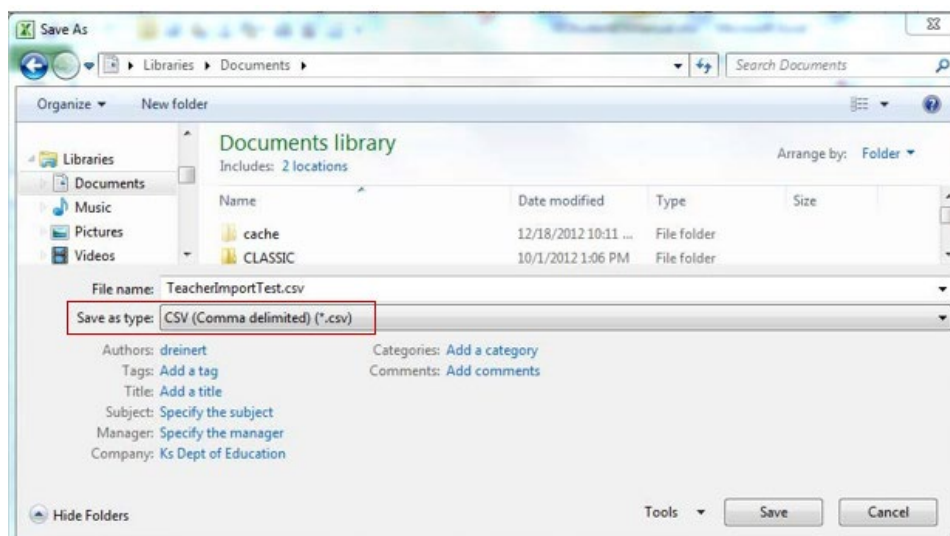 Save As
Libraries ▸ Documents ▸ Search Documents
Organize New folder
Documents library
Includes: 2 locations
Arrange by: Folder
Libraries
Documents
Music
Pictures
Videos
Name Date modified Type Size
cache 12/18/2012 10:11 ... File folder
CLASSIC 10/1/2012 1:06 PM File folder
File name: TeacherImportTest.csv
Save as type: CSV (Comma delimited) (*.csv)
Authors: dreinert Categories: Add a category
Tags: Add a tag Comments: Add comments
Title: Add a title
Subject: Specify the subject
Manager: Specify the manager
Company: Ks Dept of Education
Hide Folders Tools Save Cancel